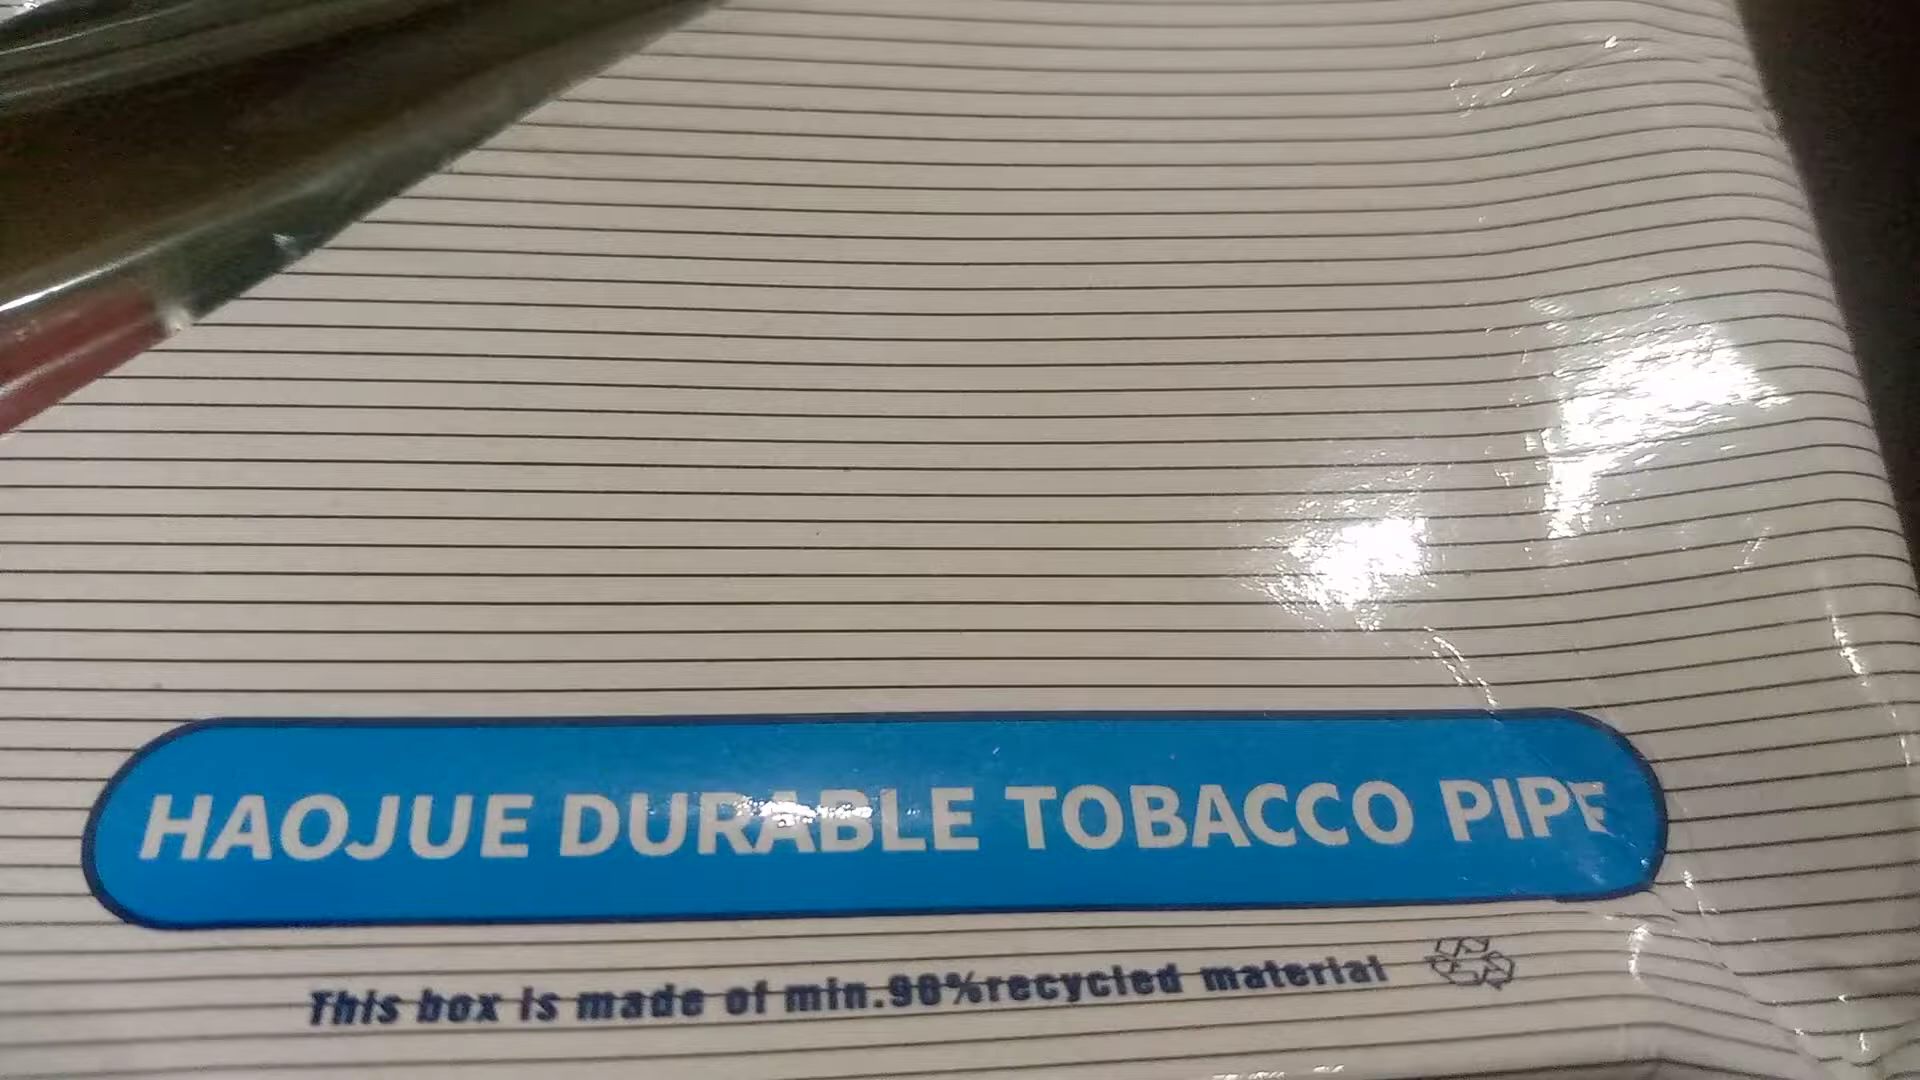 HAOJUE DURABLE TOBACCO PIPE
This box is made of min.90%recycled material